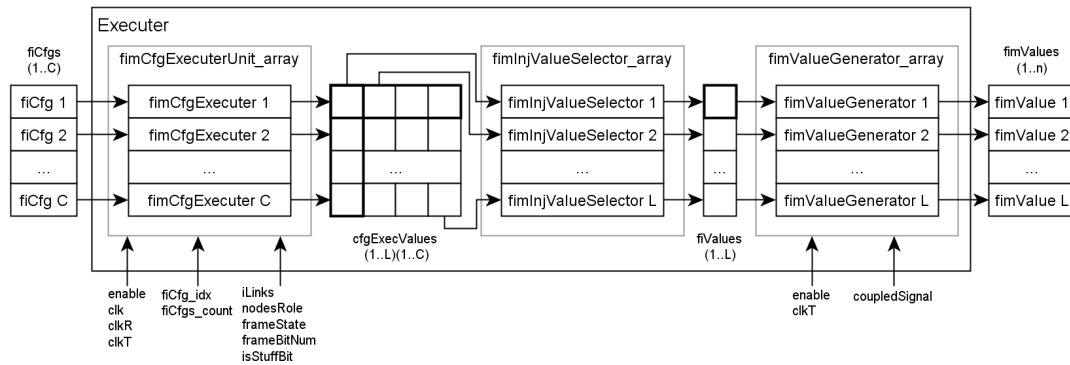 Executer
fiCfgs
(1..C)
fimCfgExecuterUnit_array
fimInjValueSelector_array
fimValueGenerator_array
fimValues
(1..n)
fiCfg 1
fimCfgExecuter 1
fimInjValueSelector 1
fimValueGenerator 1
fimValue 1
fiCfg 2
fimCfgExecuter 2
fimInjValueSelector 2
fimValueGenerator 2
fimValue 2
...
...
...
...
...
...
...
fiCfg C
fimCfgExecuter C
fimInjValueSelector L
fimValueGenerator L
fimValue L
cfgExecValues
(1..L)(1..C)
fiValues
(1..L)
enable
clk
clkR
clkT
fiCfg_idx
fiCfgs_count
iLinks
nodesRole
frameState
frameBitNum
isStuffBit
enable
clkT
coupledSignal